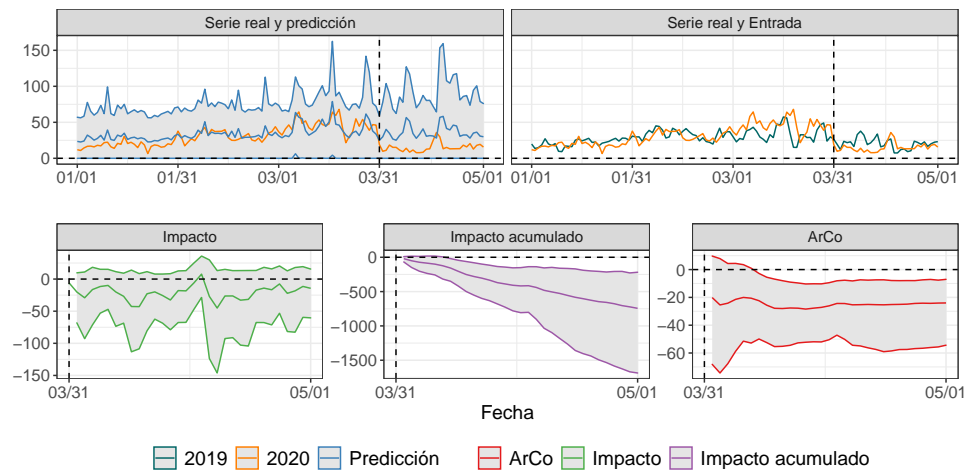 Serie real y predicción
Serie real y Entrada
150
100
50
0
01/01 01/31 03/01 03/31 05/01
01/01 01/31 03/01 03/31 05/01
Impacto
Impacto acumulado
ArCo
0
−50
−100
−150
03/31 05/01
0
−500
−1000
−1500
03/31 05/01
0
−20
−40
−60
03/31 05/01
Fecha
2019 2020 Predicción ArCo Impacto Impacto acumulado